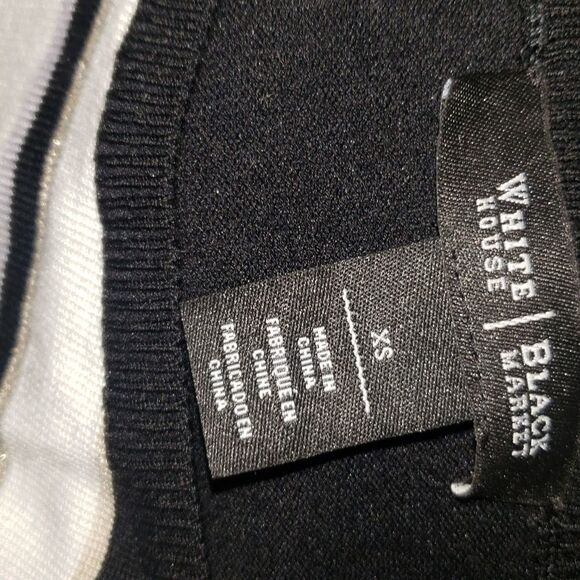 WHITE | BLACK
HOUSE MARKET
XS
MADE IN
CHINA
FABRIQUÉ EN
CHINE
FABRICADO EN
CHINA